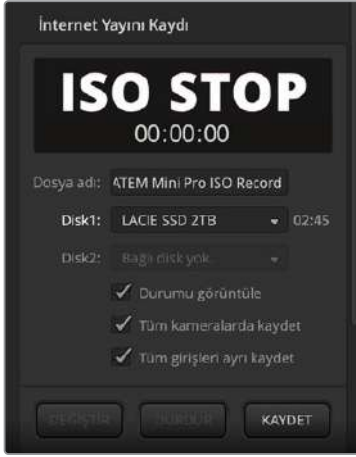 İnternet Yayını Kaydı
ISO STOP
00:00:00
Dosya adı: ATEM Mini Pro ISO Record
Disk1: LACIE SSD 2TB 02:45
Disk2: Bağlı disk yok
Durumu görüntüle
Tüm kameralarda kaydet
Tüm girişleri ayrı kaydet
DEĞİŞTİR DURDUR KAYDET